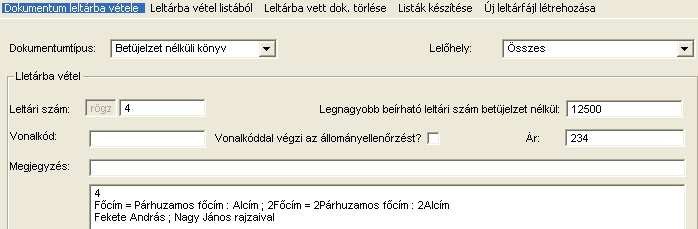 Dokumentum leltárba vétele Leltárba vétel listából Leltárba vett dok. törlése Listák készítése Új leltárfájl létrehozása
Dokumentumtípus: Betüjelzet nélküli könyv Lelőhely: Összes
Lletárba vétel
Leltári szám: rögz 4 Legnagyobb beírható leltári szám betüjelzet nélkül: 12500
Vonalkód: Vonalkóddal végzi az állományellenőrzést? Ár: 234
Megjegyzés:
4
Főcím = Párhuzamos főcím : Alcím ; 2Főcím = 2Párhuzamos főcím : 2Alcím
Fekete András ; Nagy János rajzaival